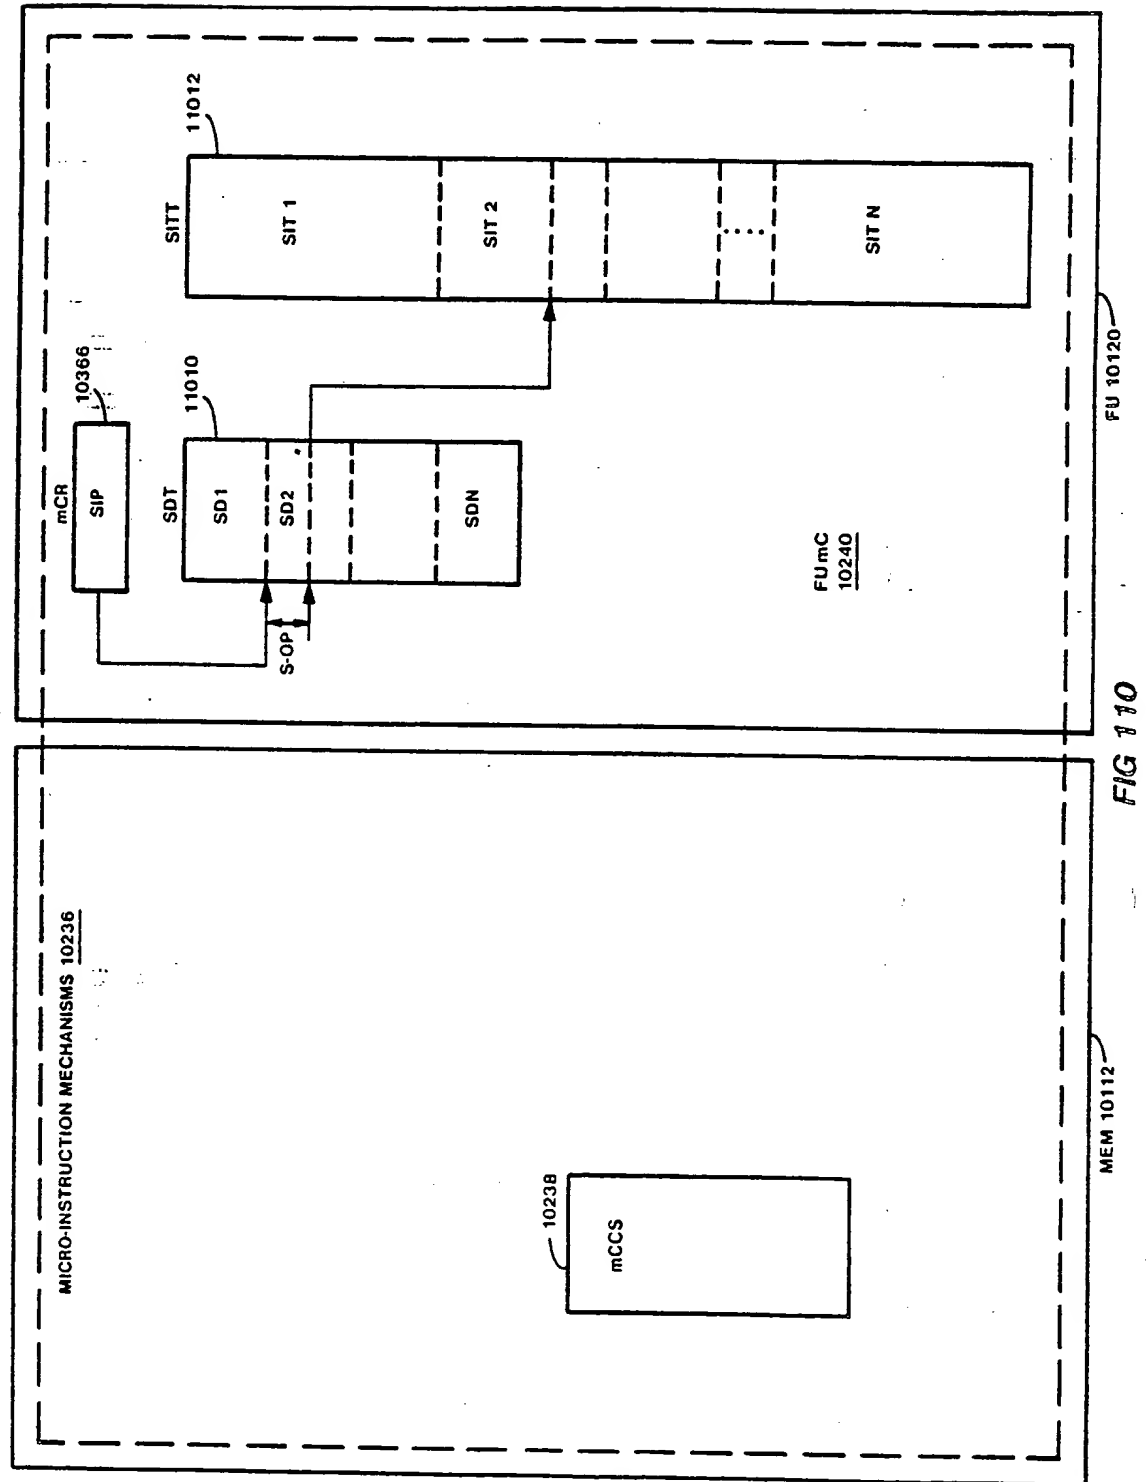 MICRO-INSTRUCTION MECHANISMS 10236
10238
mCCS
MEM 10112
mCR
10366
SIP
SDT
11010
SD1
SD2
SDN
S-OP
SITT
11012
SIT 1
SIT 2
SIT N
FUmC
10240
FU 10120
FIG 110